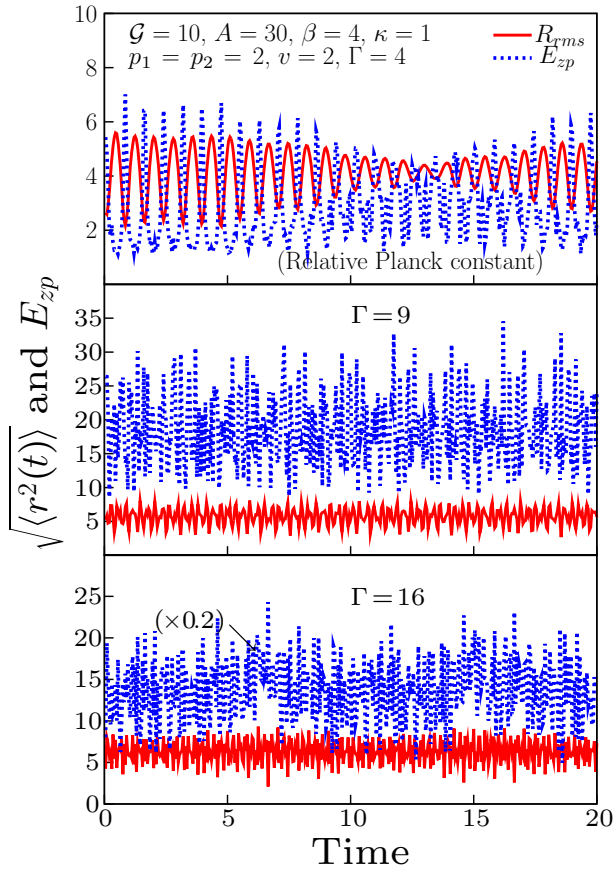 𝒢 = 10, A = 30, β = 4, κ = 1
p₁ = p₂ = 2, v = 2, Γ = 4
R_rms
E_zp
10
8
6
4
2
(Relative Planck constant)
Γ = 9
35
30
25
20
15
10
5
Γ = 16
(×0.2)
25
20
15
10
5
0
0 5 10 15 20
Time
√⟨r²(t)⟩ and E_zp